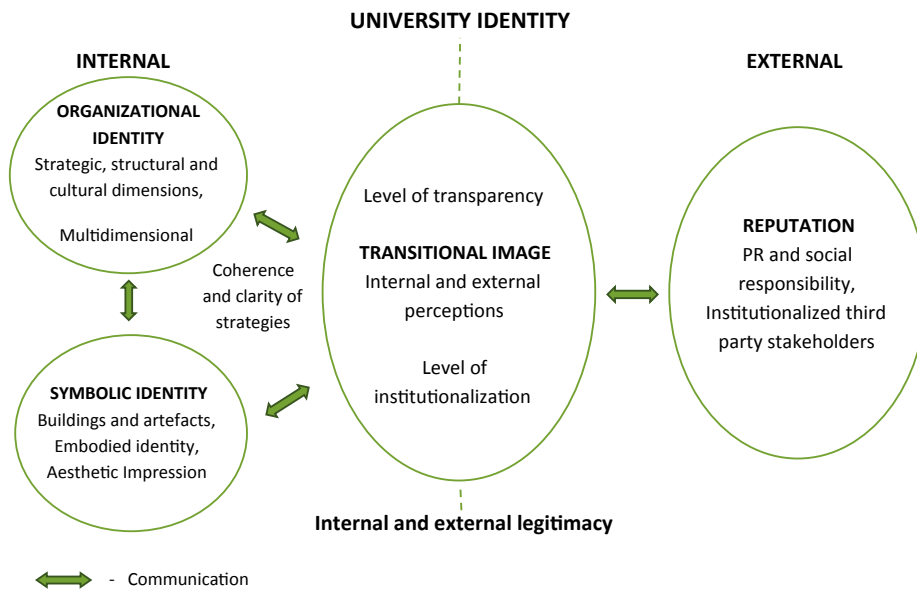 UNIVERSITY IDENTITY
INTERNAL
EXTERNAL
ORGANIZATIONAL
IDENTITY
Strategic, structural and
cultural dimensions,
Multidimensional
Coherence
and clarity of
strategies
SYMBOLIC IDENTITY
Buildings and artefacts,
Embodied identity,
Aesthetic Impression
Level of transparency
TRANSITIONAL IMAGE
Internal and external
perceptions
Level of
institutionalization
REPUTATION
PR and social
responsibility,
Institutionalized third
party stakeholders
Internal and external legitimacy
- Communication